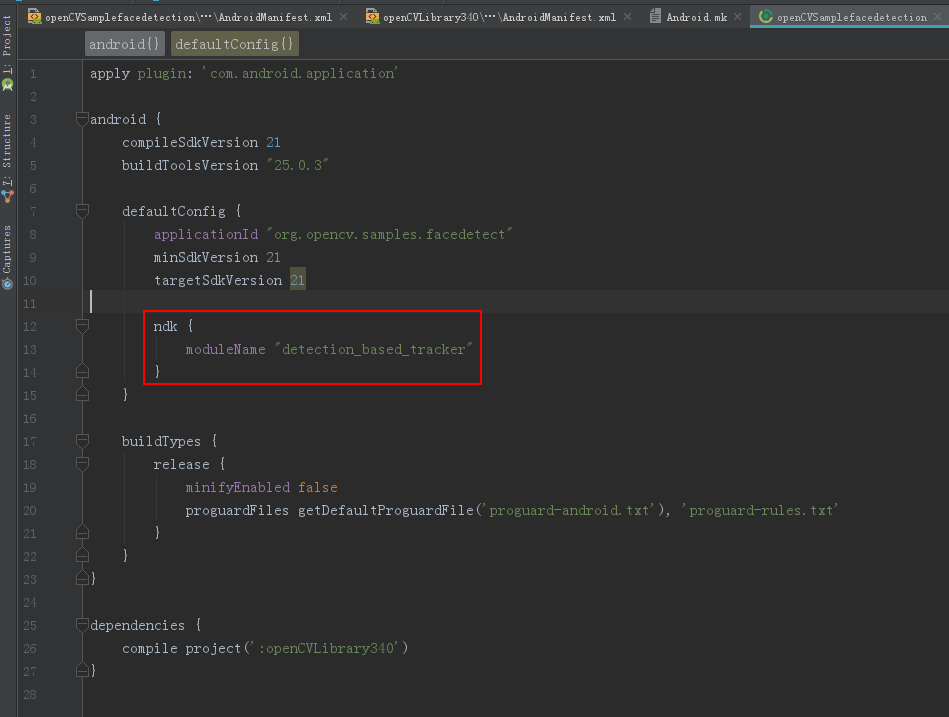 openCVSamplefacedetection\···\AndroidManifest.xml openCVLibrary340\···\AndroidManifest.xml Android.mk openCVSamplefacedetection
1: Project
7: Structure
Captures
android{} defaultConfig{}
1 apply plugin: 'com.android.application'
2
3 android {
4 compileSdkVersion 21
5 buildToolsVersion "25.0.3"
6
7 defaultConfig {
8 applicationId "org.opencv.samples.facedetect"
9 minSdkVersion 21
10 targetSdkVersion 21
11
12 ndk {
13 moduleName "detection_based_tracker"
14 }
15 }
16
17 buildTypes {
18 release {
19 minifyEnabled false
20 proguardFiles getDefaultProguardFile('proguard-android.txt'), 'proguard-rules.txt'
21 }
22 }
23 }
24
25 dependencies {
26 compile project(':openCVLibrary340')
27 }
28